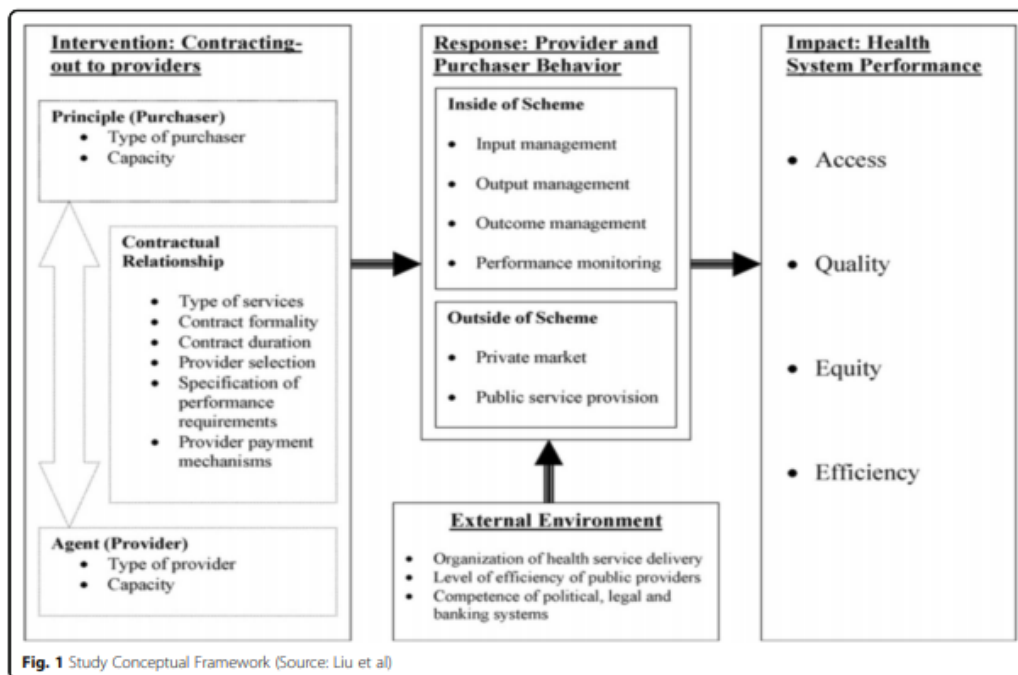 Intervention: Contracting-
out to providers
Principle (Purchaser)
• Type of purchaser
• Capacity
Contractual
Relationship
• Type of services
• Contract formality
• Contract duration
• Provider selection
• Specification of
performance
requirements
• Provider payment
mechanisms
Agent (Provider)
• Type of provider
• Capacity
Response: Provider and
Purchaser Behavior
Inside of Scheme
• Input management
• Output management
• Outcome management
• Performance monitoring
Outside of Scheme
• Private market
• Public service provision
External Environment
• Organization of health service delivery
• Level of efficiency of public providers
• Competence of political, legal and
banking systems
Impact: Health
System Performance
• Access
• Quality
• Equity
• Efficiency
Fig. 1 Study Conceptual Framework (Source: Liu et al)